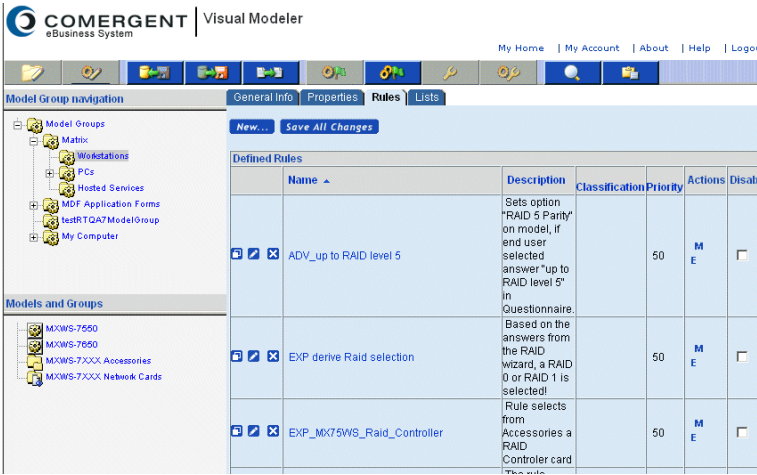 COMERGENT
eBusiness System
Visual Modeler
My Home | My Account | About | Help | Logou
Model Group navigation
General Info
Properties
Rules
Lists
Model Groups
Matrix
Workstations
PCs
Hosted Services
MDF Application Forms
testRTQA7ModelGroup
My Computer
New...
Save All Changes
Defined Rules
Name
Description
Classification
Priority
Actions
Disab
ADV_up to RAID level 5
Sets option
"RAID 5 Parity"
on model, if
end user
selected
answer "up to
RAID level 5"
in
Questionnaire.
50
M
E
Models and Groups
MXWS-7550
MXWS-7650
MXWS-7XXX Accessories
MXWS-7XXX Network Cards
EXP derive Raid selection
Based on the
answers from
the RAID
wizard, a RAID
0 or RAID 1 is
selected!
50
M
E
EXP_MX75WS_Raid_Controller
Rule selects
from
Accessories a
RAID
Controler card
50
M
E
The rule